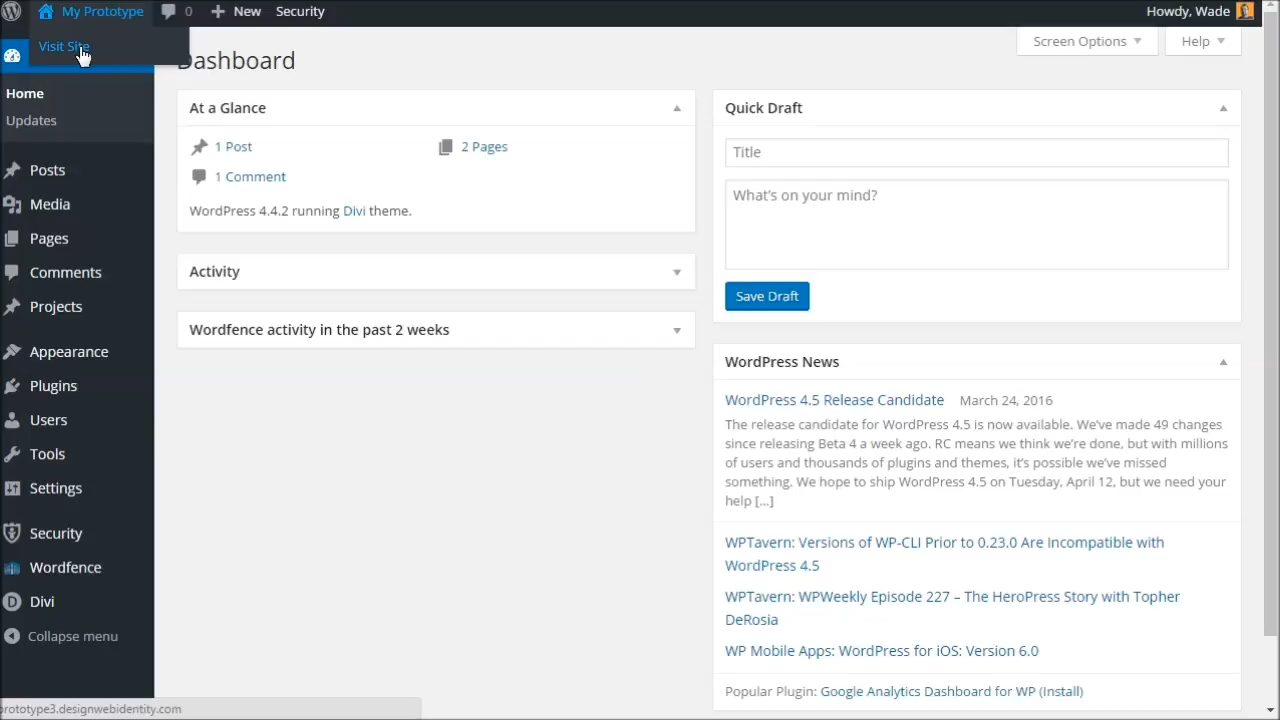 My Prototype
0
New
Security
Howdy, Wade
Visit Site
Screen Options
Help
Dashboard
Home
Updates
Posts
Media
Pages
Comments
Projects
Appearance
Plugins
Users
Tools
Settings
Security
Wordfence
Divi
Collapse menu
At a Glance
1 Post
2 Pages
1 Comment
WordPress 4.4.2 running Divi theme.
Activity
Wordfence activity in the past 2 weeks
Quick Draft
Title
What's on your mind?
Save Draft
WordPress News
WordPress 4.5 Release Candidate March 24, 2016
The release candidate for WordPress 4.5 is now available. We've made 49 changes
since releasing Beta 4 a week ago. RC means we think we're done, but with millions
of users and thousands of plugins and themes, it's possible we've missed
something. We hope to ship WordPress 4.5 on Tuesday, April 12, but we need your
help [...]
WPTavern: Versions of WP-CLI Prior to 0.23.0 Are Incompatible with
WordPress 4.5
WPTavern: WPWeekly Episode 227 – The HeroPress Story with Topher
DeRosia
WP Mobile Apps: WordPress for iOS: Version 6.0
Popular Plugin: Google Analytics Dashboard for WP (Install)
prototype3.designwebidentity.com